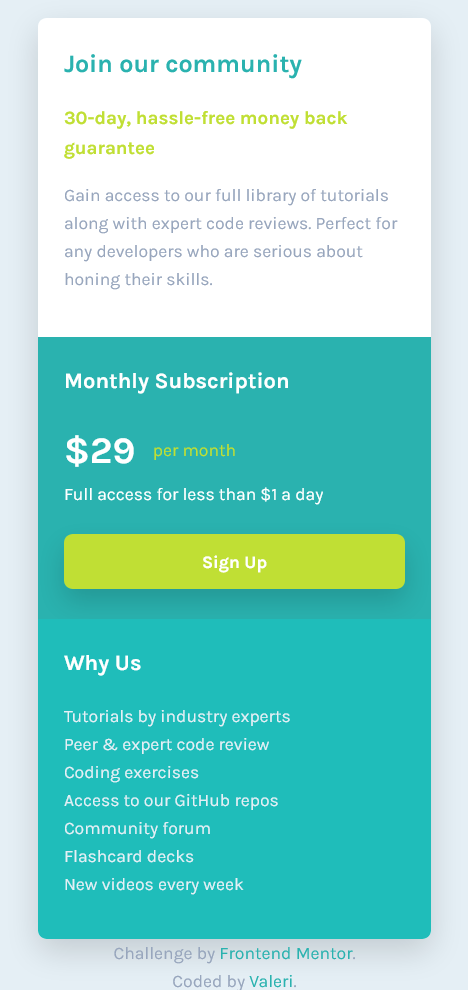 Join our community
30-day, hassle-free money back
guarantee
Gain access to our full library of tutorials
along with expert code reviews. Perfect for
any developers who are serious about
honing their skills.
Monthly Subscription
$29 per month
Full access for less than $1 a day
Sign Up
Why Us
Tutorials by industry experts
Peer & expert code review
Coding exercises
Access to our GitHub repos
Community forum
Flashcard decks
New videos every week
Challenge by Frontend Mentor.
Coded by Valeri.